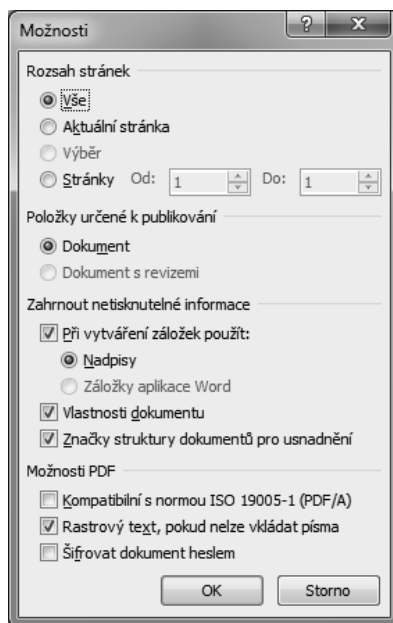 Možnosti
Rozsah stránek
Vše
Aktuální stránka
Výběr
Stránky Od: 1 Do: 1
Položky určené k publikování
Dokument
Dokument s revizemi
Zahrnout netisknutelné informace
Při vytváření záložek použít:
Nadpisy
Záložky aplikace Word
Vlastnosti dokumentu
Značky struktury dokumentů pro usnadnění
Možnosti PDF
Kompatibilní s normou ISO 19005-1 (PDF/A)
Rastrový text, pokud nelze vkládat písma
Šifrovat dokument heslem
OK Storno